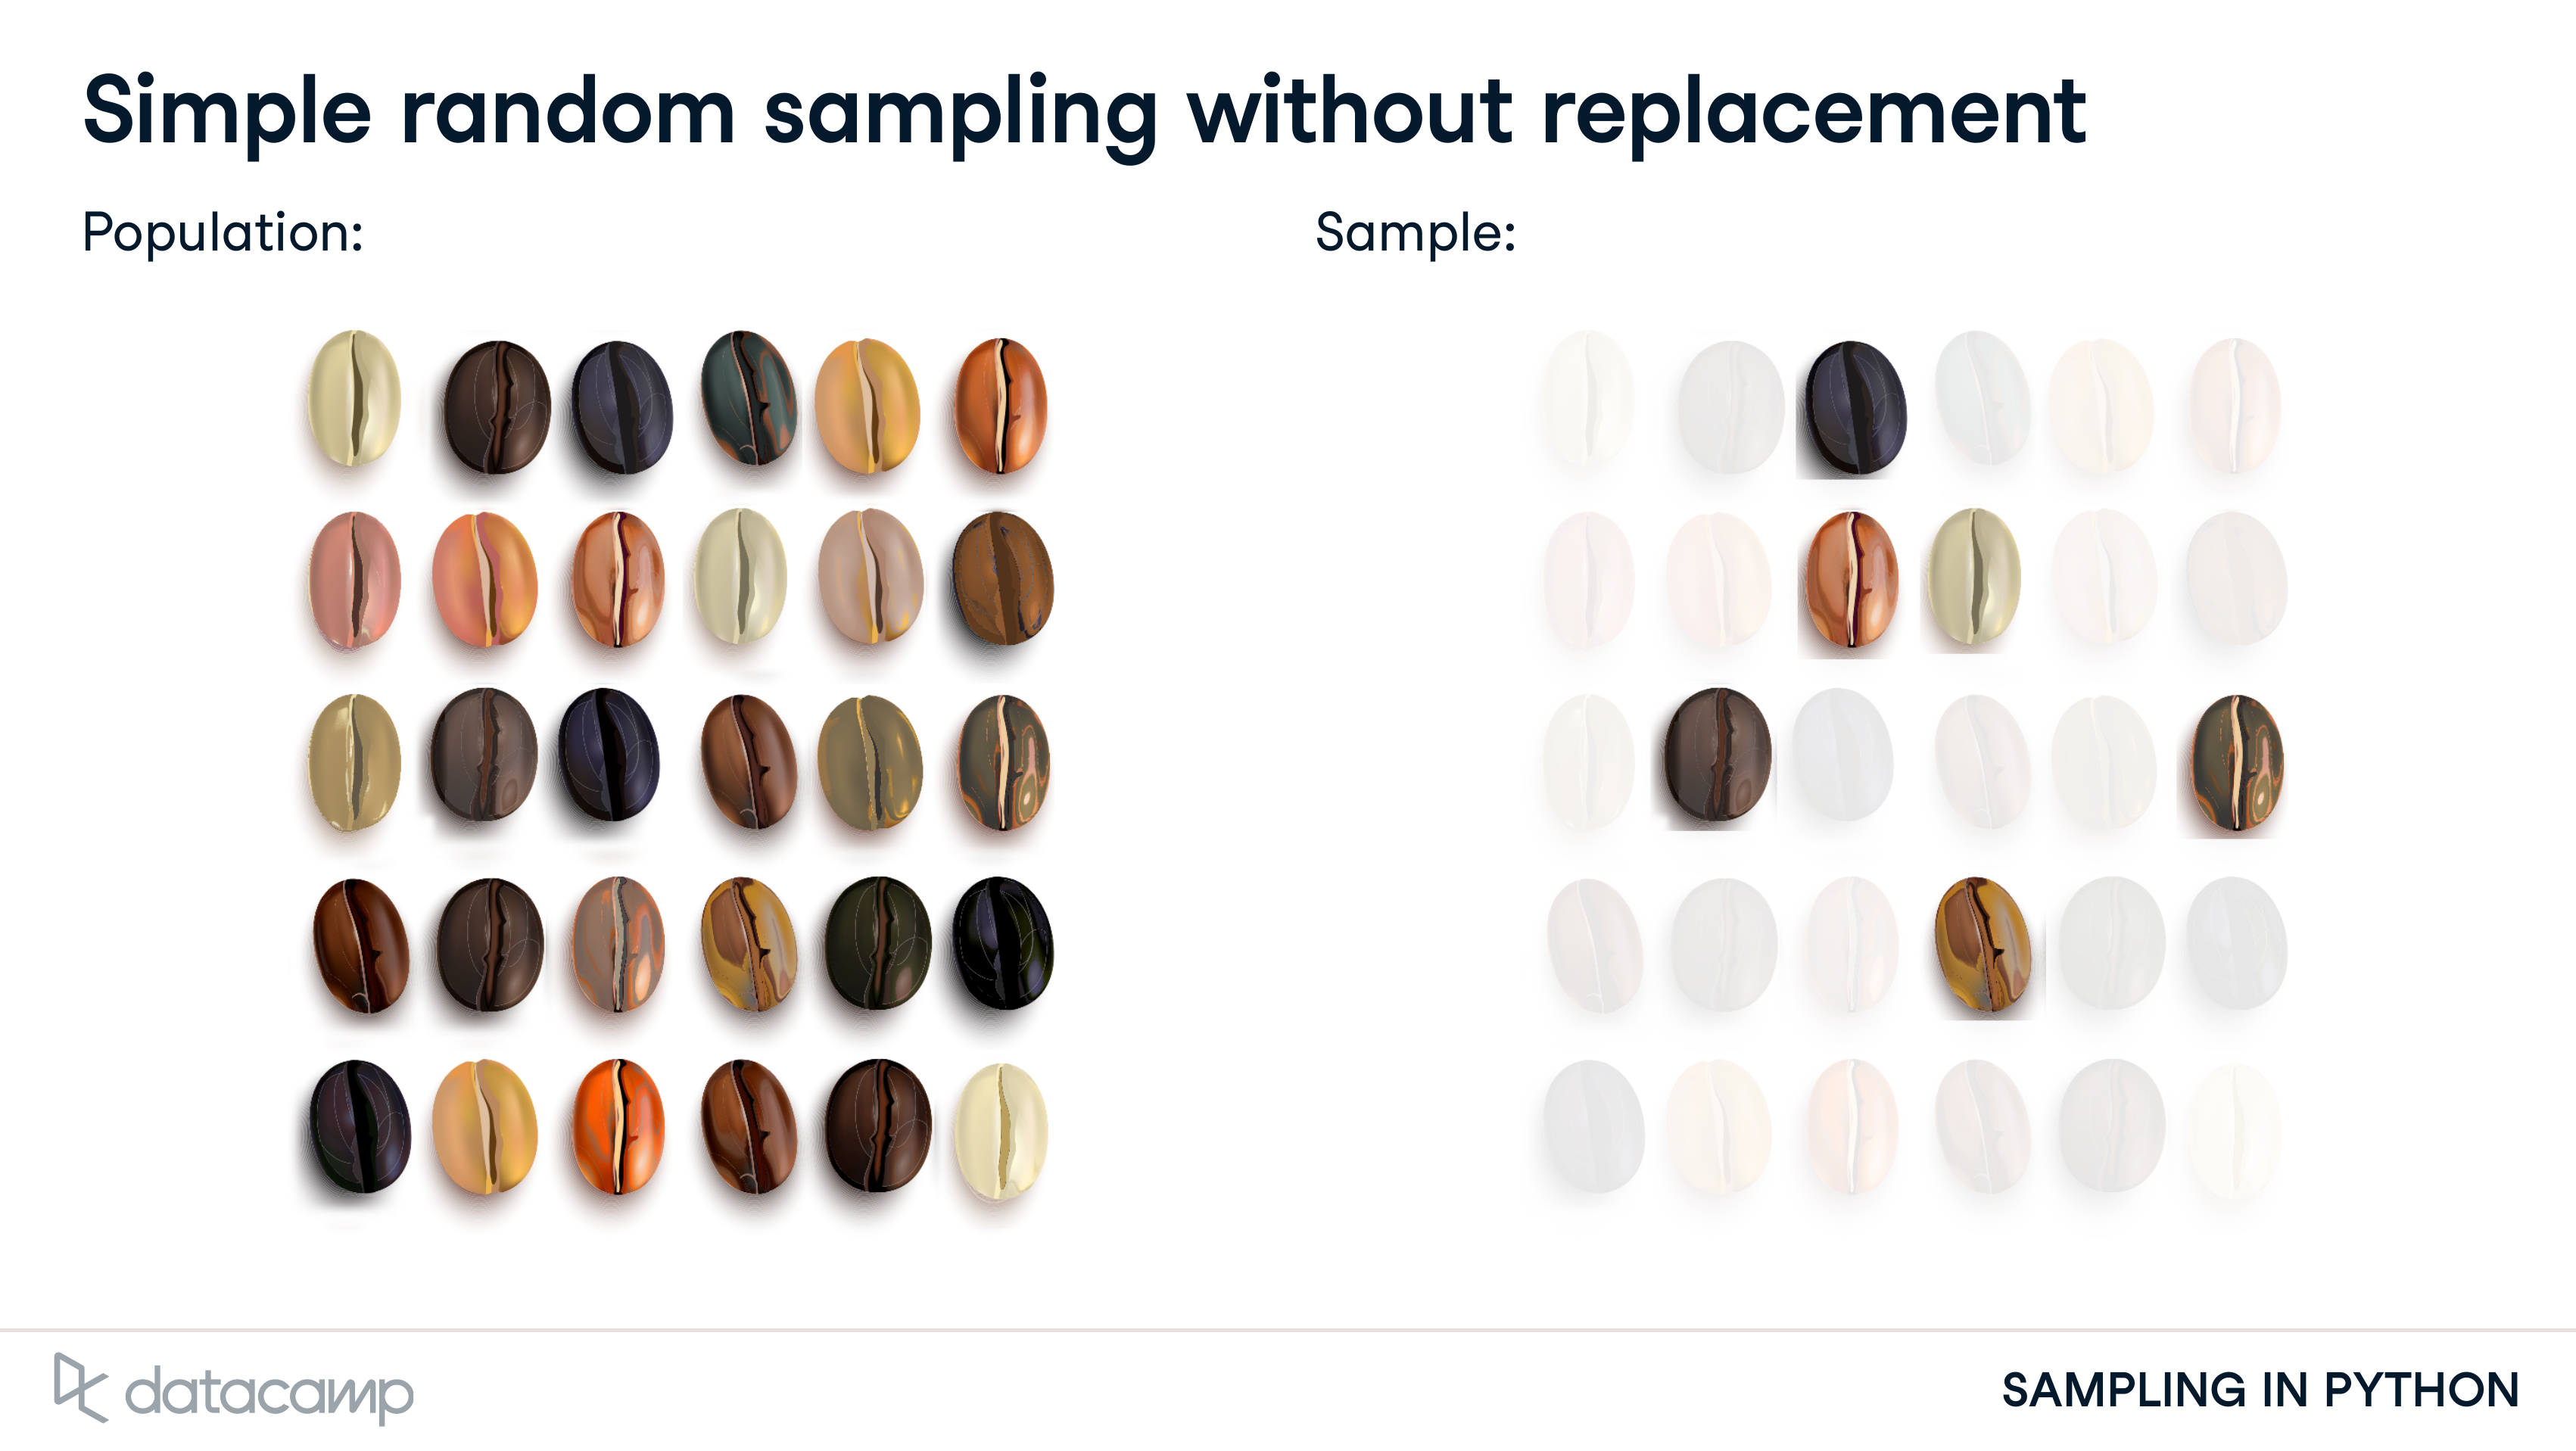 Simple random sampling without replacement
Population:
Sample:
datacamp
SAMPLING IN PYTHON